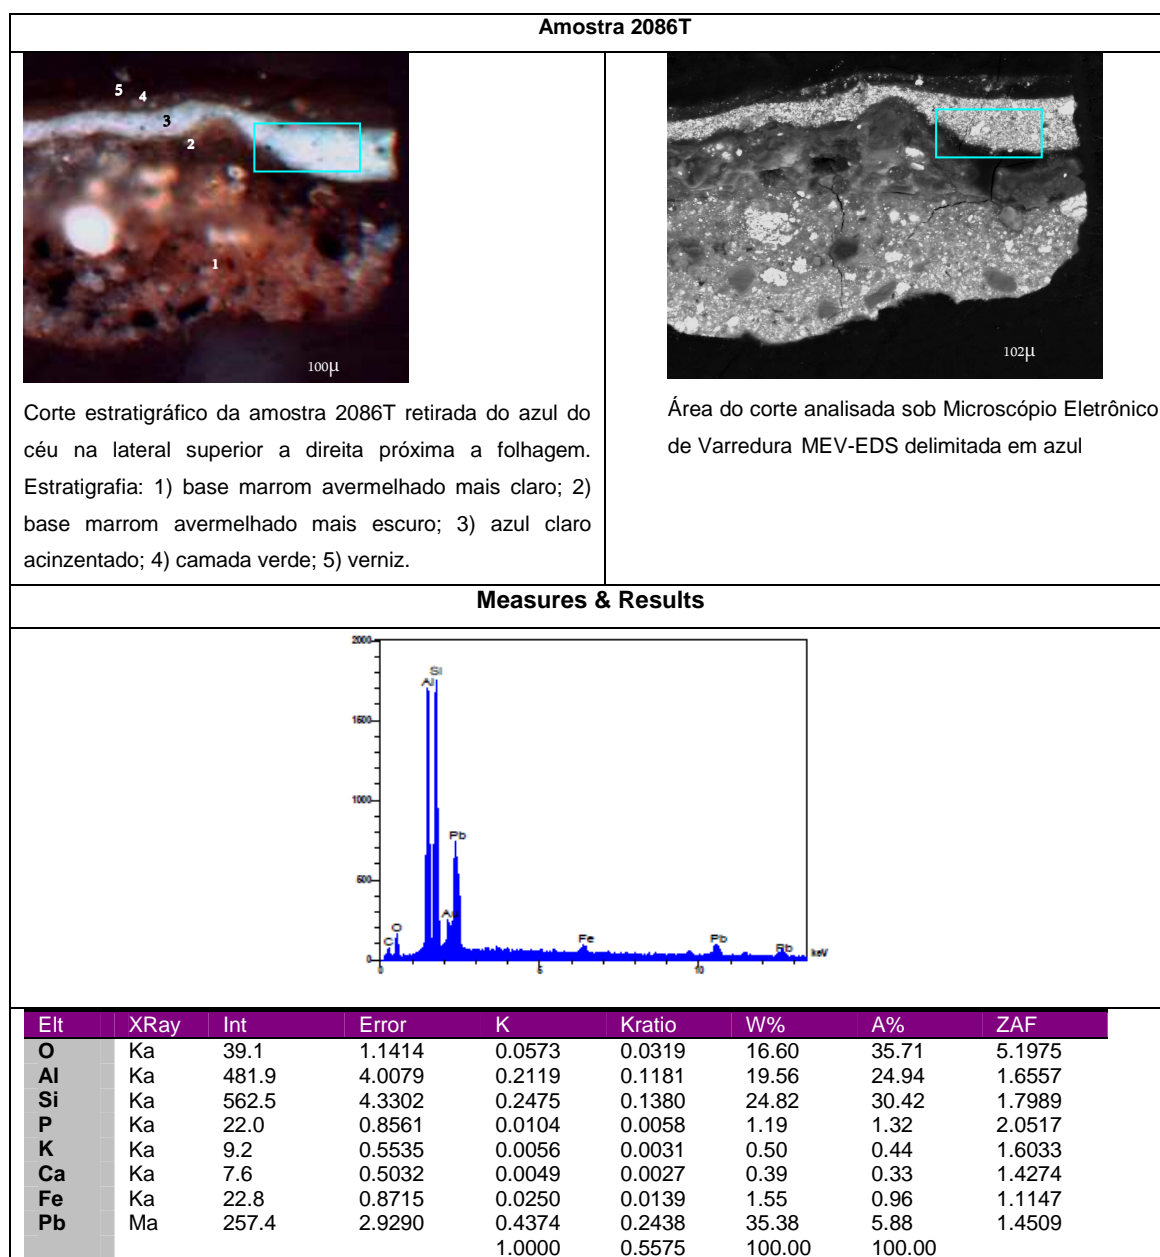 Amostra 2086T
5
4
3
2
1
100µ
102µ
Corte estratigráfico da amostra 2086T retirada do azul do
céu na lateral superior a direita próxima a folhagem.
Estratigrafia: 1) base marrom avermelhado mais claro; 2)
base marrom avermelhado mais escuro; 3) azul claro
acinzentado; 4) camada verde; 5) verniz.
Área do corte analisada sob Microscópio Eletrônico
de Varredura MEV-EDS delimitada em azul
Measures & Results
2000
1500
1000
500
0
C
O
Al
Si
Au
Pb
Fe
Pb
Pb
keV
0
5
10
Elt XRay Int Error K Kratio W% A% ZAF
O Ka 39.1 1.1414 0.0573 0.0319 16.60 35.71 5.1975
Al Ka 481.9 4.0079 0.2119 0.1181 19.56 24.94 1.6557
Si Ka 562.5 4.3302 0.2475 0.1380 24.82 30.42 1.7989
P Ka 22.0 0.8561 0.0104 0.0058 1.19 1.32 2.0517
K Ka 9.2 0.5535 0.0056 0.0031 0.50 0.44 1.6033
Ca Ka 7.6 0.5032 0.0049 0.0027 0.39 0.33 1.4274
Fe Ka 22.8 0.8715 0.0250 0.0139 1.55 0.96 1.1147
Pb Ma 257.4 2.9290 0.4374 0.2438 35.38 5.88 1.4509
1.0000 0.5575 100.00 100.00